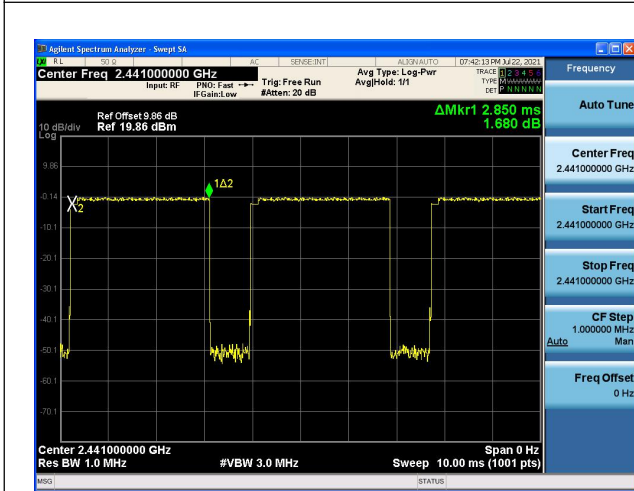 Agilent Spectrum Analyzer - Swept SA
RL 50 Ω AC SENSE:INT ALIGN AUTO 07:42:13 PM Jul 22, 2021
Center Freq 2.441000000 GHz
Input: RF PNO: Fast Trig: Free Run
IFGain:Low #Atten: 20 dB
Avg Type: Log-Pwr
Avg|Hold: 1/1
TRACE 1 2 3 4 5 6
TYPE
DET P N N N N N
Frequency
Ref Offset 9.86 dB
10 dB/div Ref 19.86 dBm
Log
ΔMkr1 2.850 ms
1.680 dB
9.86
-0.14
-10.1
-20.1
-30.1
-40.1
-50.1
-60.1
-70.1
1Δ2
X2
Center 2.441000000 GHz Span 0 Hz
Res BW 1.0 MHz #VBW 3.0 MHz Sweep 10.00 ms (1001 pts)
MSG STATUS
Auto Tune
Center Freq
2.441000000 GHz
Start Freq
2.441000000 GHz
Stop Freq
2.441000000 GHz
CF Step
1.000000 MHz
Auto Man
Freq Offset
0 Hz